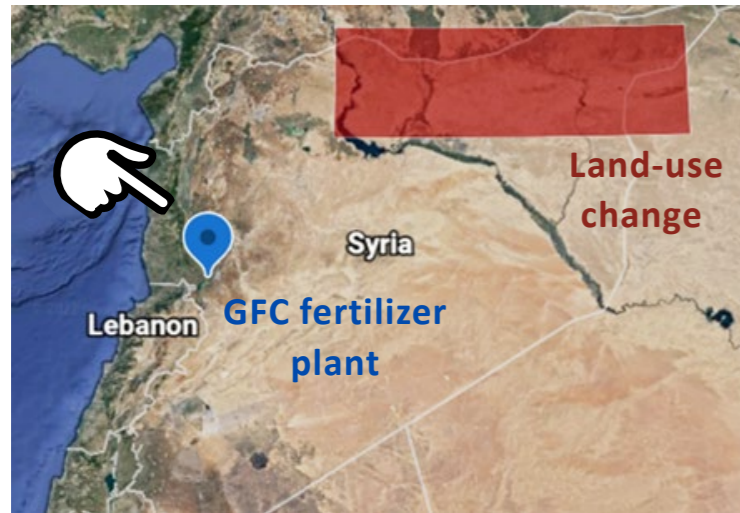 Land-use
change
Syria
GFC fertilizer
plant
Lebanon